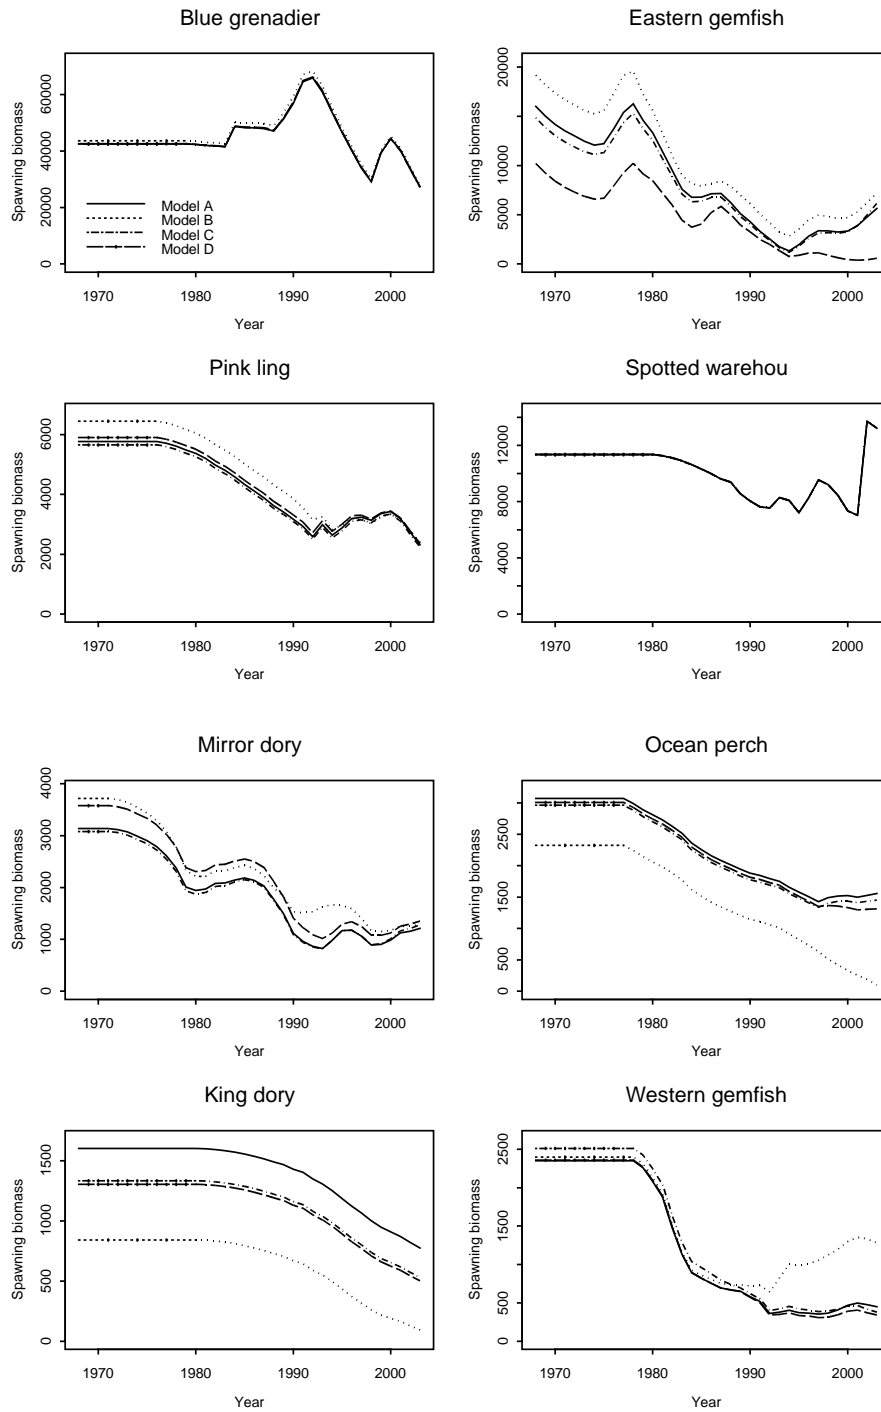 Blue grenadier
Spawning biomass
0 20000 40000 60000
Model A
Model B
Model C
Model D
1970 1980 1990 2000
Year
Eastern gemfish
Spawning biomass
0 5000 10000 20000
1970 1980 1990 2000
Year
Pink ling
Spawning biomass
0 2000 4000 6000
1970 1980 1990 2000
Year
Spotted warehou
Spawning biomass
0 4000 8000 12000
1970 1980 1990 2000
Year
Mirror dory
Spawning biomass
0 1000 2000 3000 4000
1970 1980 1990 2000
Year
Ocean perch
Spawning biomass
0 500 1500 2500
1970 1980 1990 2000
Year
King dory
Spawning biomass
0 500 1000 1500
1970 1980 1990 2000
Year
Western gemfish
Spawning biomass
0 500 1500 2500
1970 1980 1990 2000
Year